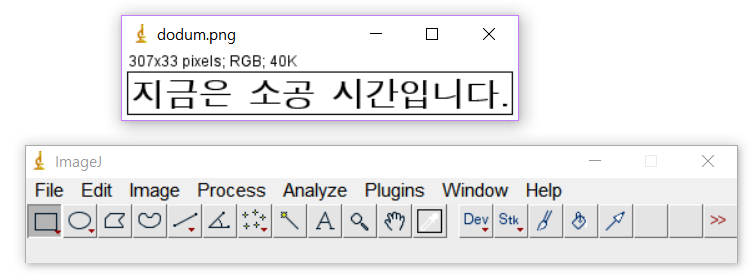 dodum.png
307x33 pixels; RGB; 40K
지금은 소공 시간입니다.
ImageJ
File Edit Image Process Analyze Plugins Window Help
A Dev Stk >>